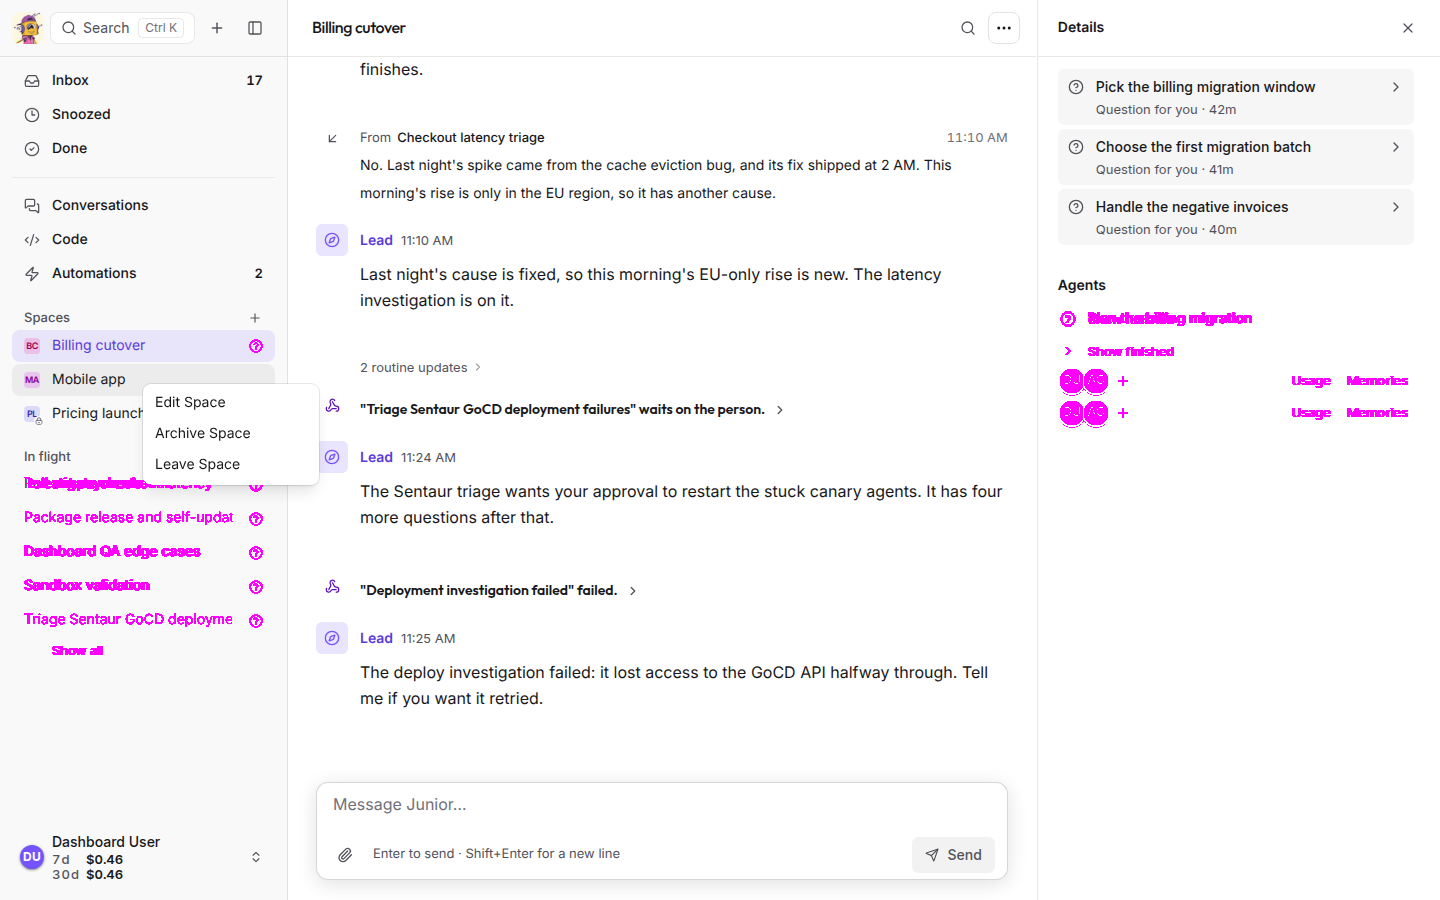 Search Ctrl K
Inbox 17
Snoozed
Done
Conversations
Code
Automations 2
Spaces
BC Billing cutover
MA Mobile app
PL Pricing launch
Edit Space
Archive Space
Leave Space
In flight
Package release and self-updat
Dashboard QA edge cases
Sandbox validation
Triage Sentaur GoCD deployme
Show all
DU Dashboard User
7d $0.46
30d $0.46
Billing cutover
finishes.
From Checkout latency triage 11:10 AM
No. Last night's spike came from the cache eviction bug, and its fix shipped at 2 AM. This
morning's rise is only in the EU region, so it has another cause.
Lead 11:10 AM
Last night's cause is fixed, so this morning's EU-only rise is new. The latency
investigation is on it.
2 routine updates
"Triage Sentaur GoCD deployment failures" waits on the person.
Lead 11:24 AM
The Sentaur triage wants your approval to restart the stuck canary agents. It has four
more questions after that.
"Deployment investigation failed" failed.
Lead 11:25 AM
The deploy investigation failed: it lost access to the GoCD API halfway through. Tell
me if you want it retried.
Message Junior...
Enter to send · Shift+Enter for a new line
Send
Details
Pick the billing migration window
Question for you · 42m
Choose the first migration batch
Question for you · 41m
Handle the negative invoices
Question for you · 40m
Agents
billing migration
Show finished
Usage Memories
Usage Memories